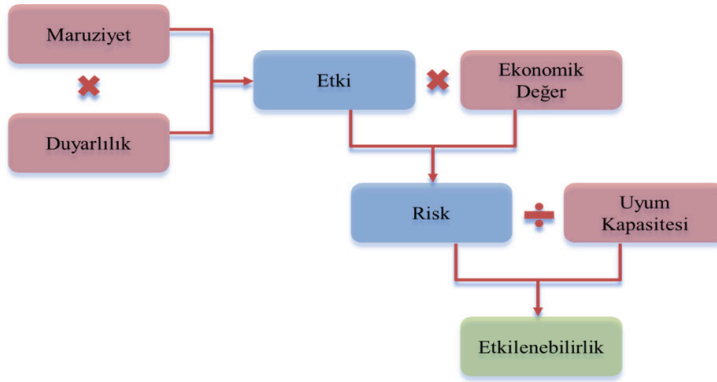 Maruziyet
Duyarlılık
Etki
Ekonomik
Değer
Risk
Uyum
Kapasitesi
Etkilenebilirlik